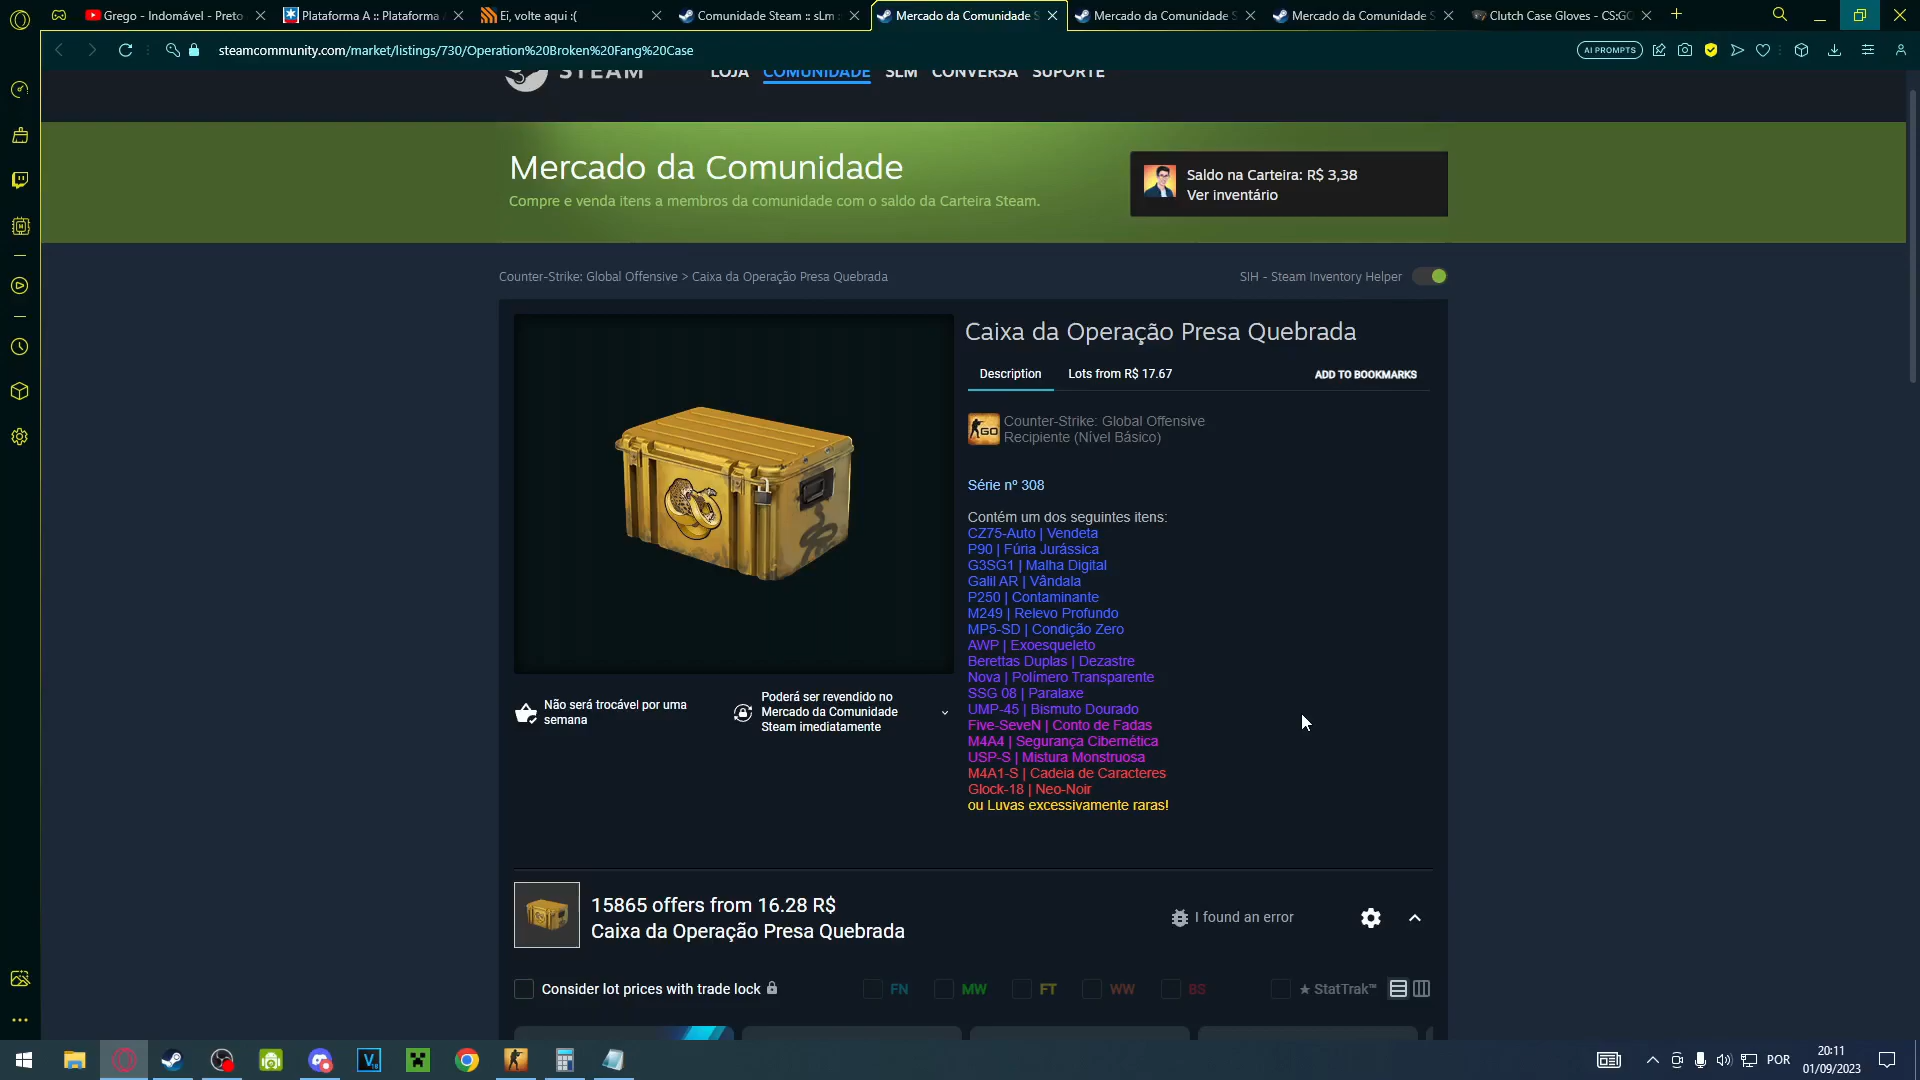 Grego - Indomável - Preto
Plataforma A :: Plataforma A
Ei, volte aqui :(
Comunidade Steam :: sLm
Mercado da Comunidade S
Mercado da Comunidade S
Mercado da Comunidade S
Clutch Case Gloves - CS:GO
steamcommunity.com/market/listings/730/Operation%20Broken%20Fang%20Case
AI PROMPTS
STEAM
LOJA COMUNIDADE SLM CONVERSA SUPORTE
Mercado da Comunidade
Compre e venda itens a membros da comunidade com o saldo da Carteira Steam.
Saldo na Carteira: R$ 3,38
Ver inventário
Counter-Strike: Global Offensive > Caixa da Operação Presa Quebrada
SIH - Steam Inventory Helper
Caixa da Operação Presa Quebrada
Description
Lots from R$ 17.67
ADD TO BOOKMARKS
GO
Counter-Strike: Global Offensive
Recipiente (Nível Básico)
Série nº 308
Contém um dos seguintes itens:
CZ75-Auto | Vendeta
P90 | Fúria Jurássica
G3SG1 | Malha Digital
Galil AR | Vândala
P250 | Contaminante
M249 | Relevo Profundo
MP5-SD | Condição Zero
AWP | Exoesqueleto
Berettas Duplas | Dezastre
Nova | Polímero Transparente
SSG 08 | Paralaxe
UMP-45 | Bismuto Dourado
Five-SeveN | Conto de Fadas
M4A4 | Segurança Cibernética
USP-S | Mistura Monstruosa
M4A1-S | Cadeia de Caracteres
Glock-18 | Neo-Noir
ou Luvas excessivamente raras!
Não será trocável por uma
semana
Poderá ser revendido no
Mercado da Comunidade
Steam imediatamente
15865 offers from 16.28 R$
Caixa da Operação Presa Quebrada
I found an error
Consider lot prices with trade lock
FN
MW
FT
WW
BS
★ StatTrak™
POR
20:11
01/09/2023